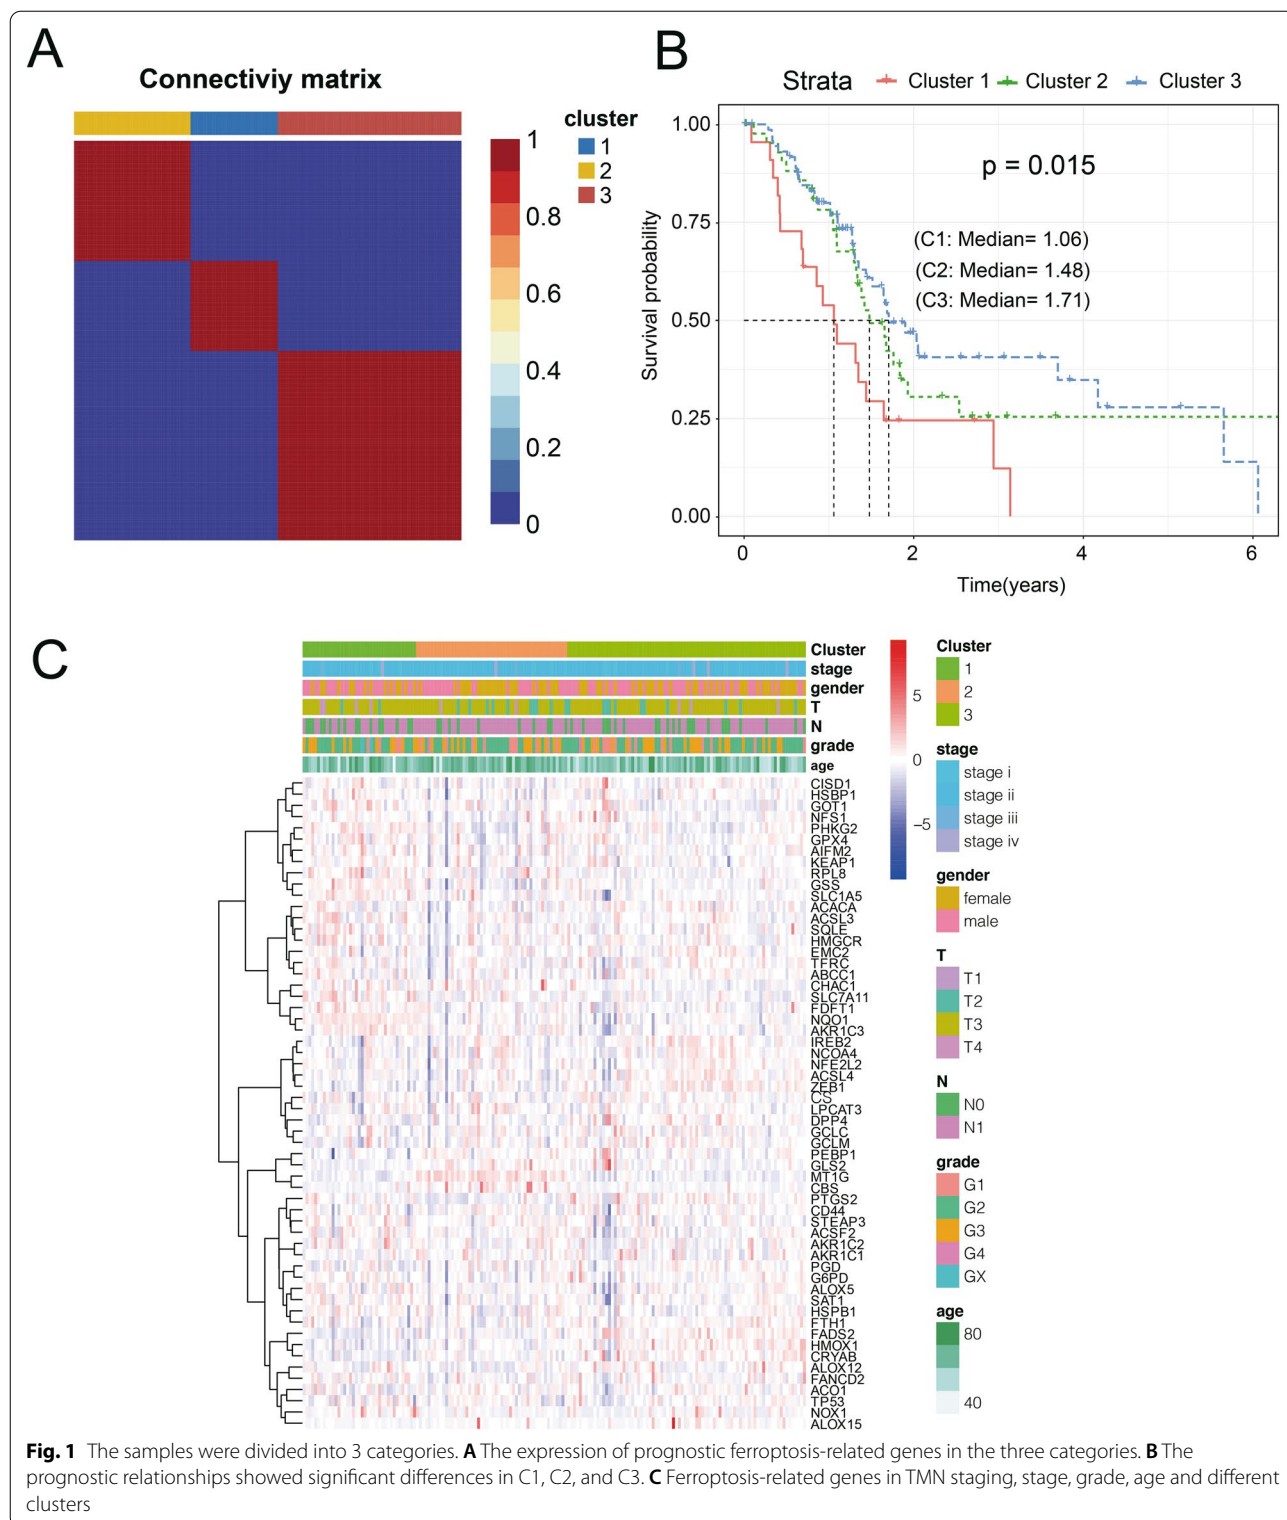 A
Connectiviy matrix
cluster
1
2
3
1
0.8
0.6
0.4
0.2
0
B
Strata Cluster 1 Cluster 2 Cluster 3
1.00
0.75
0.50
0.25
0.00
Survival probability
p = 0.015
(C1: Median= 1.06)
(C2: Median= 1.48)
(C3: Median= 1.71)
0 2 4 6
Time(years)
C
Cluster
stage
gender
T
N
grade
age
CISD1
HSBP1
GOT1
NFS1
PHKG2
GPX4
AIFM2
KEAP1
RPL8
GSS
SLC1A5
ACACA
ACSL3
SQLE
HMGCR
EMC2
TFRC
ABCC1
CHAC1
SLC7A11
FDFT1
NQO1
AKR1C3
IREB2
NCOA4
NFE2L2
ACSL4
ZEB1
CS
LPCAT3
DPP4
GCLC
GCLM
PEBP1
GLS2
MT1G
CBS
PTGS2
CD44
STEAP3
ACSF2
AKR1C2
AKR1C1
PGD
G6PD
ALOX5
SAT1
HSPB1
FTH1
FADS2
HMOX1
CRYAB
ALOX12
FANCD2
ACO1
TP53
NOX1
ALOX15
5
0
−5
Cluster
1
2
3
stage
stage i
stage ii
stage iii
stage iv
gender
female
male
T
T1
T2
T3
T4
N
N0
N1
grade
G1
G2
G3
G4
GX
age
80
40
Fig. 1 The samples were divided into 3 categories. A The expression of prognostic ferroptosis-related genes in the three categories. B The
prognostic relationships showed significant differences in C1, C2, and C3. C Ferroptosis-related genes in TMN staging, stage, grade, age and different
clusters